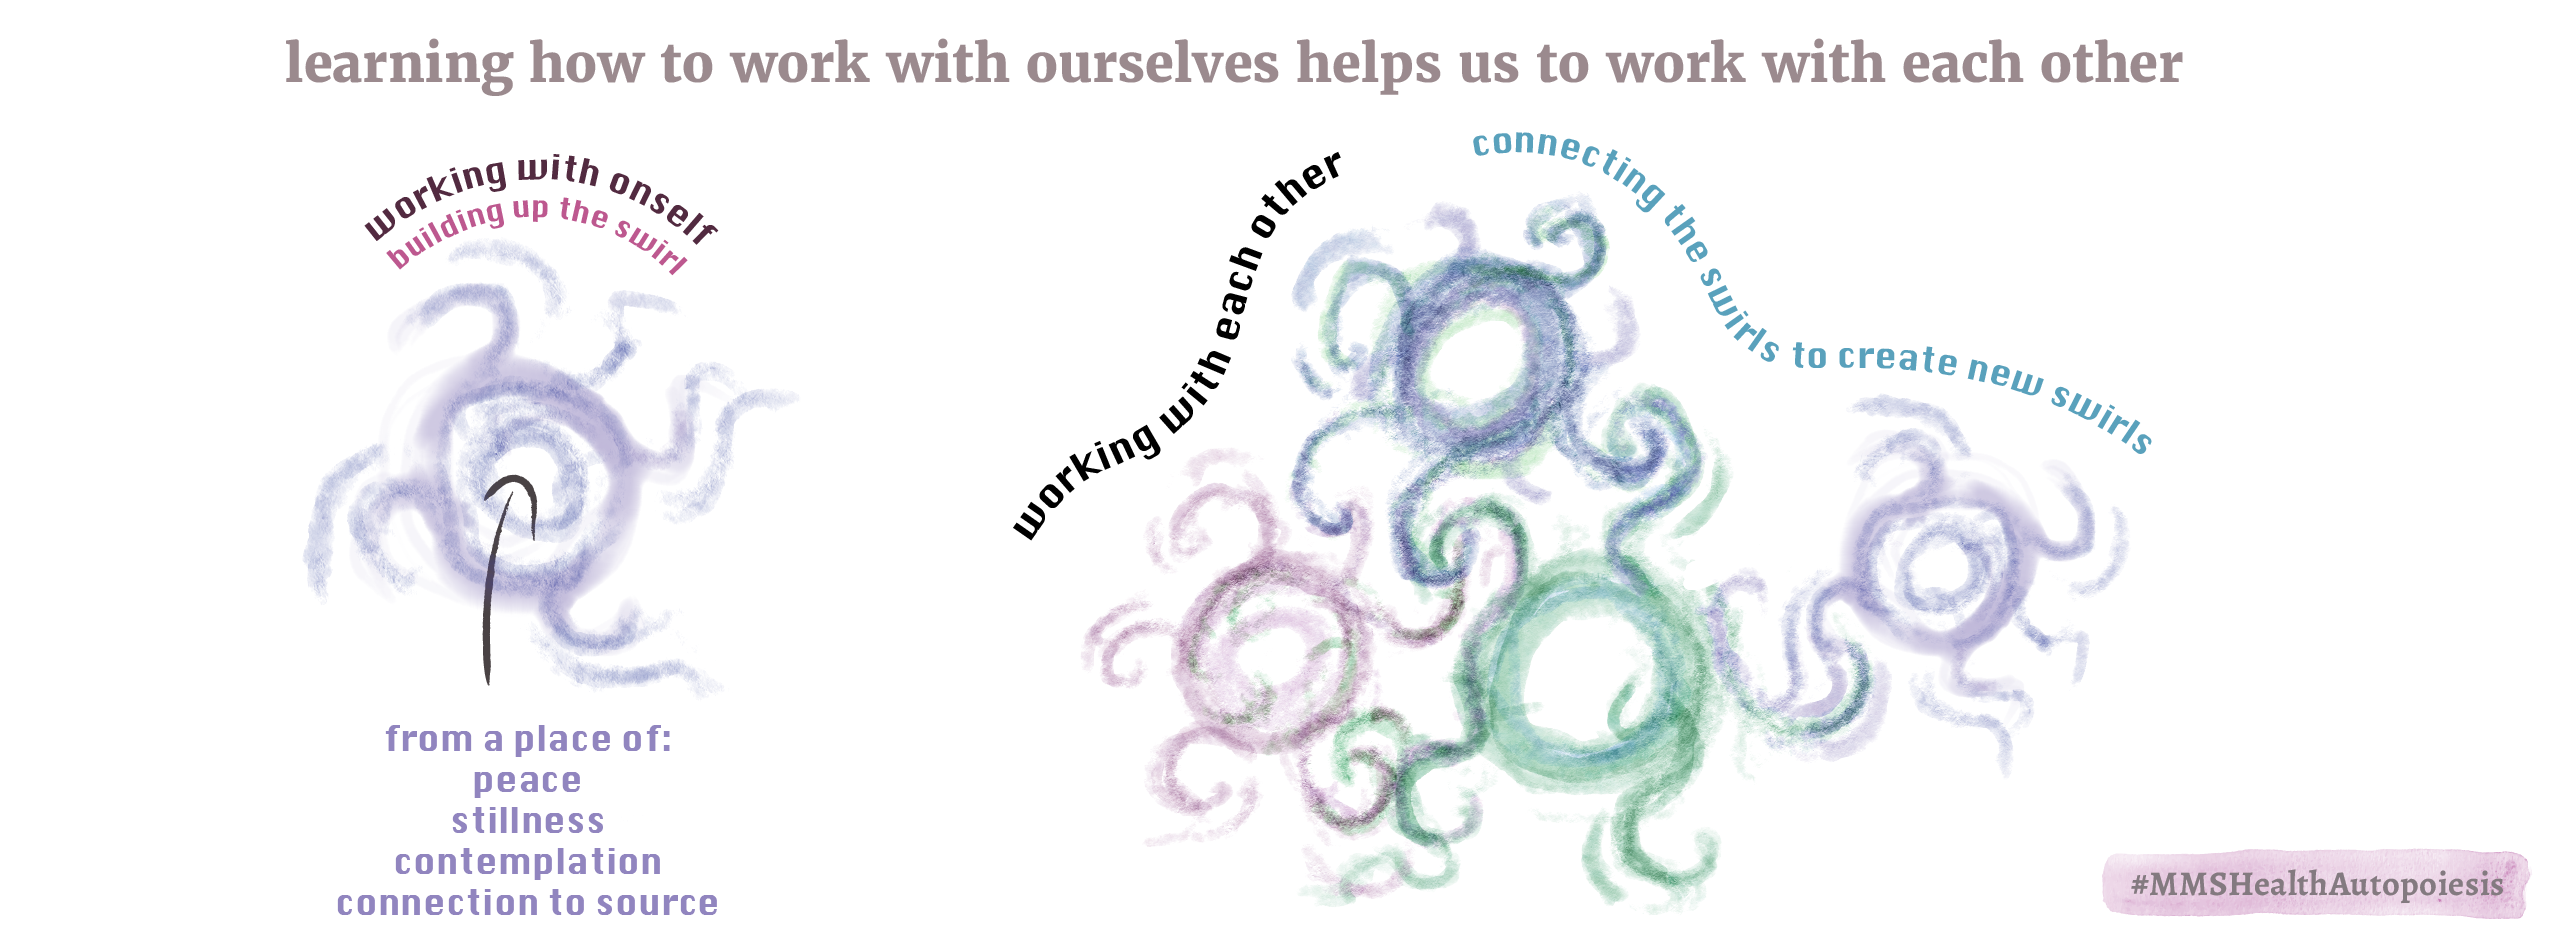 learning how to work with ourselves helps us to work with each other
working with onself
building up the swirl
from a place of:
peace
stillness
contemplation
connection to source
working with each other
connecting the swirls to create new swirls
#MMSHealthAutopoiesis